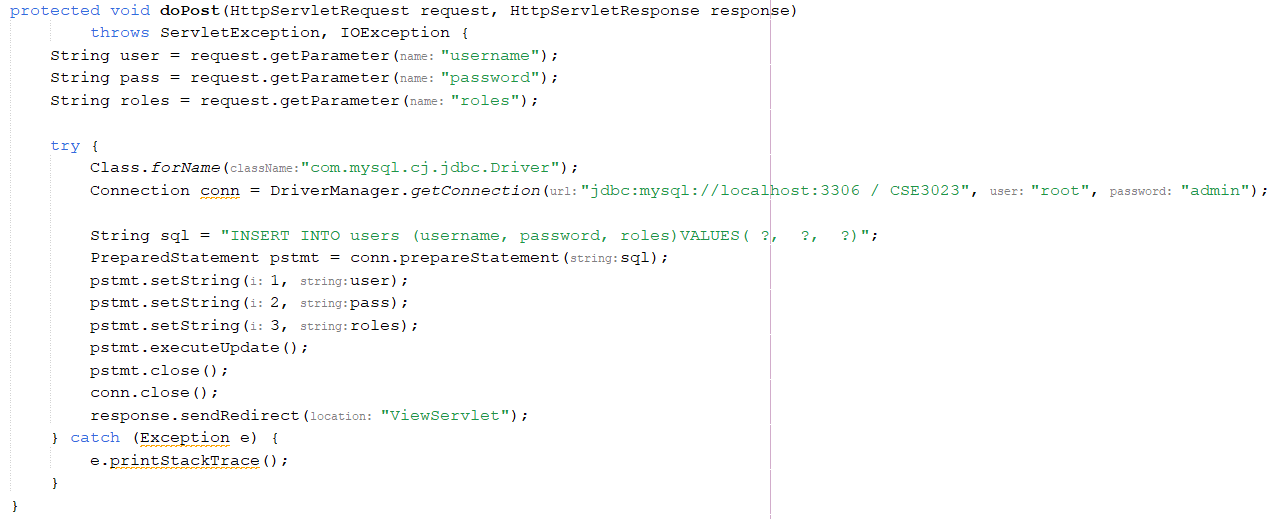 protected void doPost(HttpServletRequest request, HttpServletResponse response)
        throws ServletException, IOException {
    String user = request.getParameter(name: "username");
    String pass = request.getParameter(name: "password");
    String roles = request.getParameter(name: "roles");

    try {
        Class.forName(className:"com.mysql.cj.jdbc.Driver");
        Connection conn = DriverManager.getConnection(url:"jdbc:mysql://localhost:3306 / CSE3023", user:"root", password: "admin");

        String sql = "INSERT INTO users (username, password, roles)VALUES( ?,  ?,  ?)";
        PreparedStatement pstmt = conn.prepareStatement(string:sql);
        pstmt.setString(i: 1, string:user);
        pstmt.setString(i: 2, string:pass);
        pstmt.setString(i: 3, string:roles);
        pstmt.executeUpdate();
        pstmt.close();
        conn.close();
        response.sendRedirect(location: "ViewServlet");
    } catch (Exception e) {
        e.printStackTrace();
    }
}